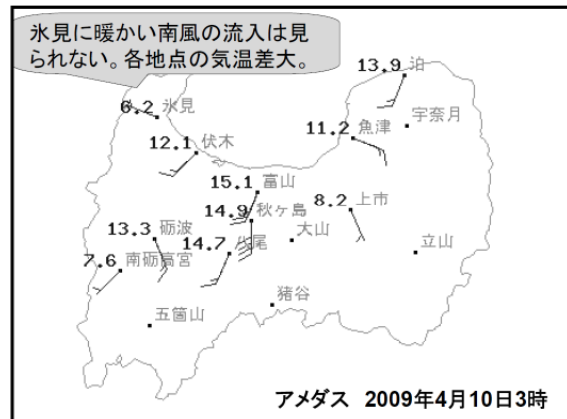 氷見に暖かい南風の流入は見
られない。各地点の気温差大。
13.9 泊
6.2 氷見
宇奈月
11.2 魚津
12.1 伏木
15.1 富山
8.2 上市
14.9 秋ヶ島
13.3 砺波
大山
14.7 八尾
立山
7.6 南砺高宮
猪谷
五箇山
アメダス 2009年4月10日3時